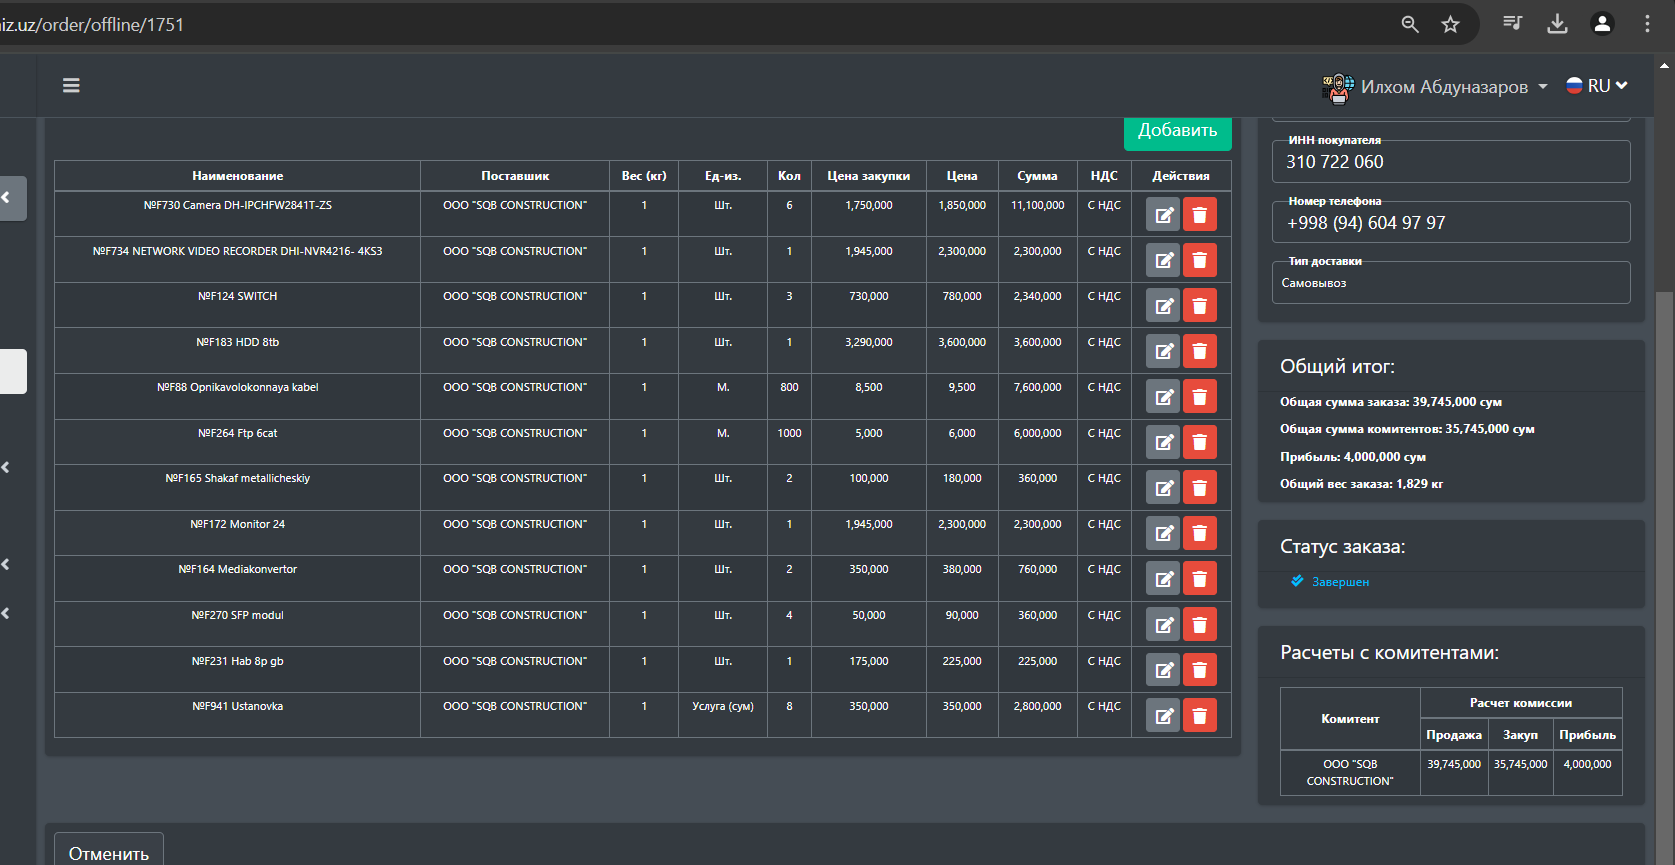 iz.uz/order/offline/1751
Илхом Абдуназаров
RU
Добавить
Наименование Поставшик Вес (кг) Ед-из. Кол Цена закупки Цена Сумма НДС Действия
№F730 Camera DH-IPCHFW2841T-ZS ООО "SQB CONSTRUCTION" 1 Шт. 6 1,750,000 1,850,000 11,100,000 С НДС
№F734 NETWORK VIDEO RECORDER DHI-NVR4216- 4KS3 ООО "SQB CONSTRUCTION" 1 Шт. 1 1,945,000 2,300,000 2,300,000 С НДС
№F124 SWITCH ООО "SQB CONSTRUCTION" 1 Шт. 3 730,000 780,000 2,340,000 С НДС
№F183 HDD 8tb ООО "SQB CONSTRUCTION" 1 Шт. 1 3,290,000 3,600,000 3,600,000 С НДС
№F88 Opnikavolokonnaya kabel ООО "SQB CONSTRUCTION" 1 М. 800 8,500 9,500 7,600,000 С НДС
№F264 Ftp 6cat ООО "SQB CONSTRUCTION" 1 М. 1000 5,000 6,000 6,000,000 С НДС
№F165 Shakaf metallicheskiy ООО "SQB CONSTRUCTION" 1 Шт. 2 100,000 180,000 360,000 С НДС
№F172 Monitor 24 ООО "SQB CONSTRUCTION" 1 Шт. 1 1,945,000 2,300,000 2,300,000 С НДС
№F164 Mediakonvertor ООО "SQB CONSTRUCTION" 1 Шт. 2 350,000 380,000 760,000 С НДС
№F270 SFP modul ООО "SQB CONSTRUCTION" 1 Шт. 4 50,000 90,000 360,000 С НДС
№F231 Hab 8p gb ООО "SQB CONSTRUCTION" 1 Шт. 1 175,000 225,000 225,000 С НДС
№F941 Ustanovka ООО "SQB CONSTRUCTION" 1 Услуга (сум) 8 350,000 350,000 2,800,000 С НДС
Отменить
ИНН покупателя
310 722 060
Номер телефона
+998 (94) 604 97 97
Тип доставки
Самовывоз
Общий итог:
Общая сумма заказа: 39,745,000 сум
Общая сумма комитентов: 35,745,000 сум
Прибыль: 4,000,000 сум
Общий вес заказа: 1,829 кг
Статус заказа:
Завершен
Расчеты с комитентами:
Комитент Расчет комиссии
Продажа Закуп Прибыль
ООО "SQB 39,745,000 35,745,000 4,000,000
CONSTRUCTION"